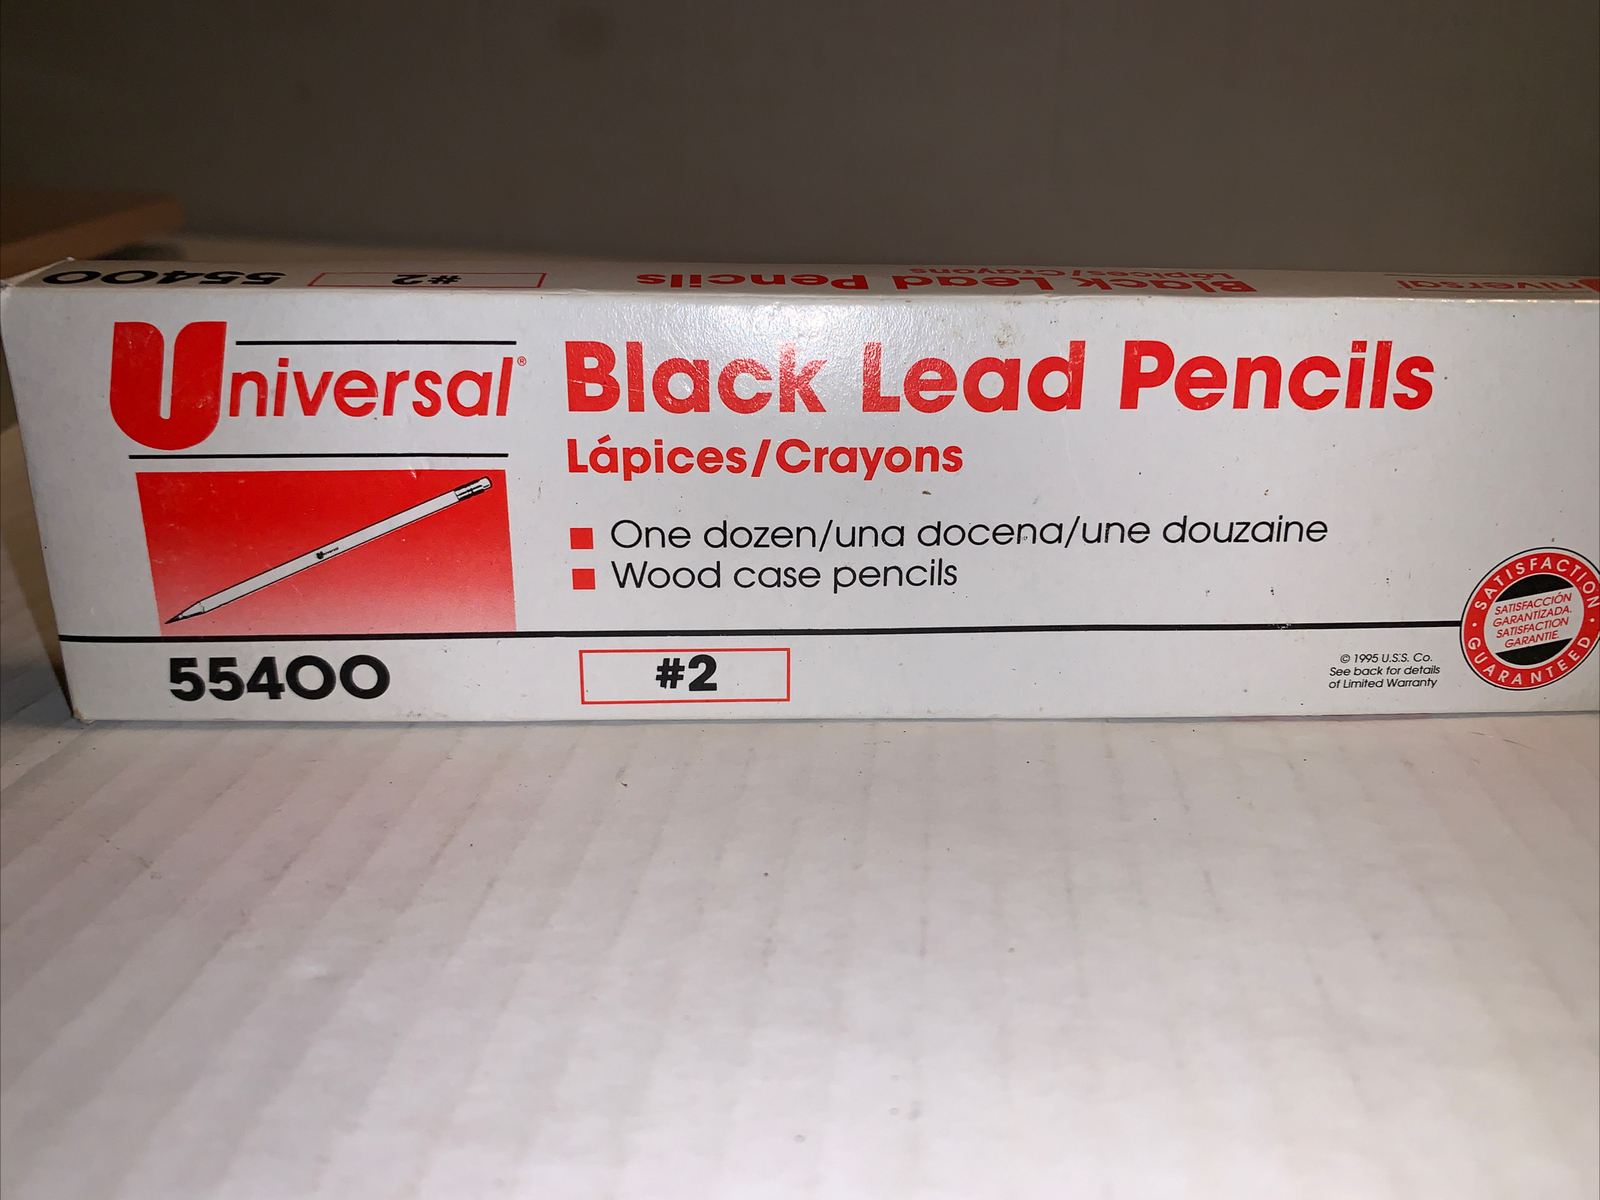 55400 #2 Black Lead Pencils Lápices/Crayons Universal
Universal®
Black Lead Pencils
Lápices/Crayons
One dozen/una docena/une douzaine
Wood case pencils
Universal
55400
#2
© 1995 U.S.S. Co.
See back for details
of Limited Warranty
SATISFACTION
SATISFACCIÓN
GARANTIZADA.
SATISFACTION
GARANTIE.
GUARANTEED